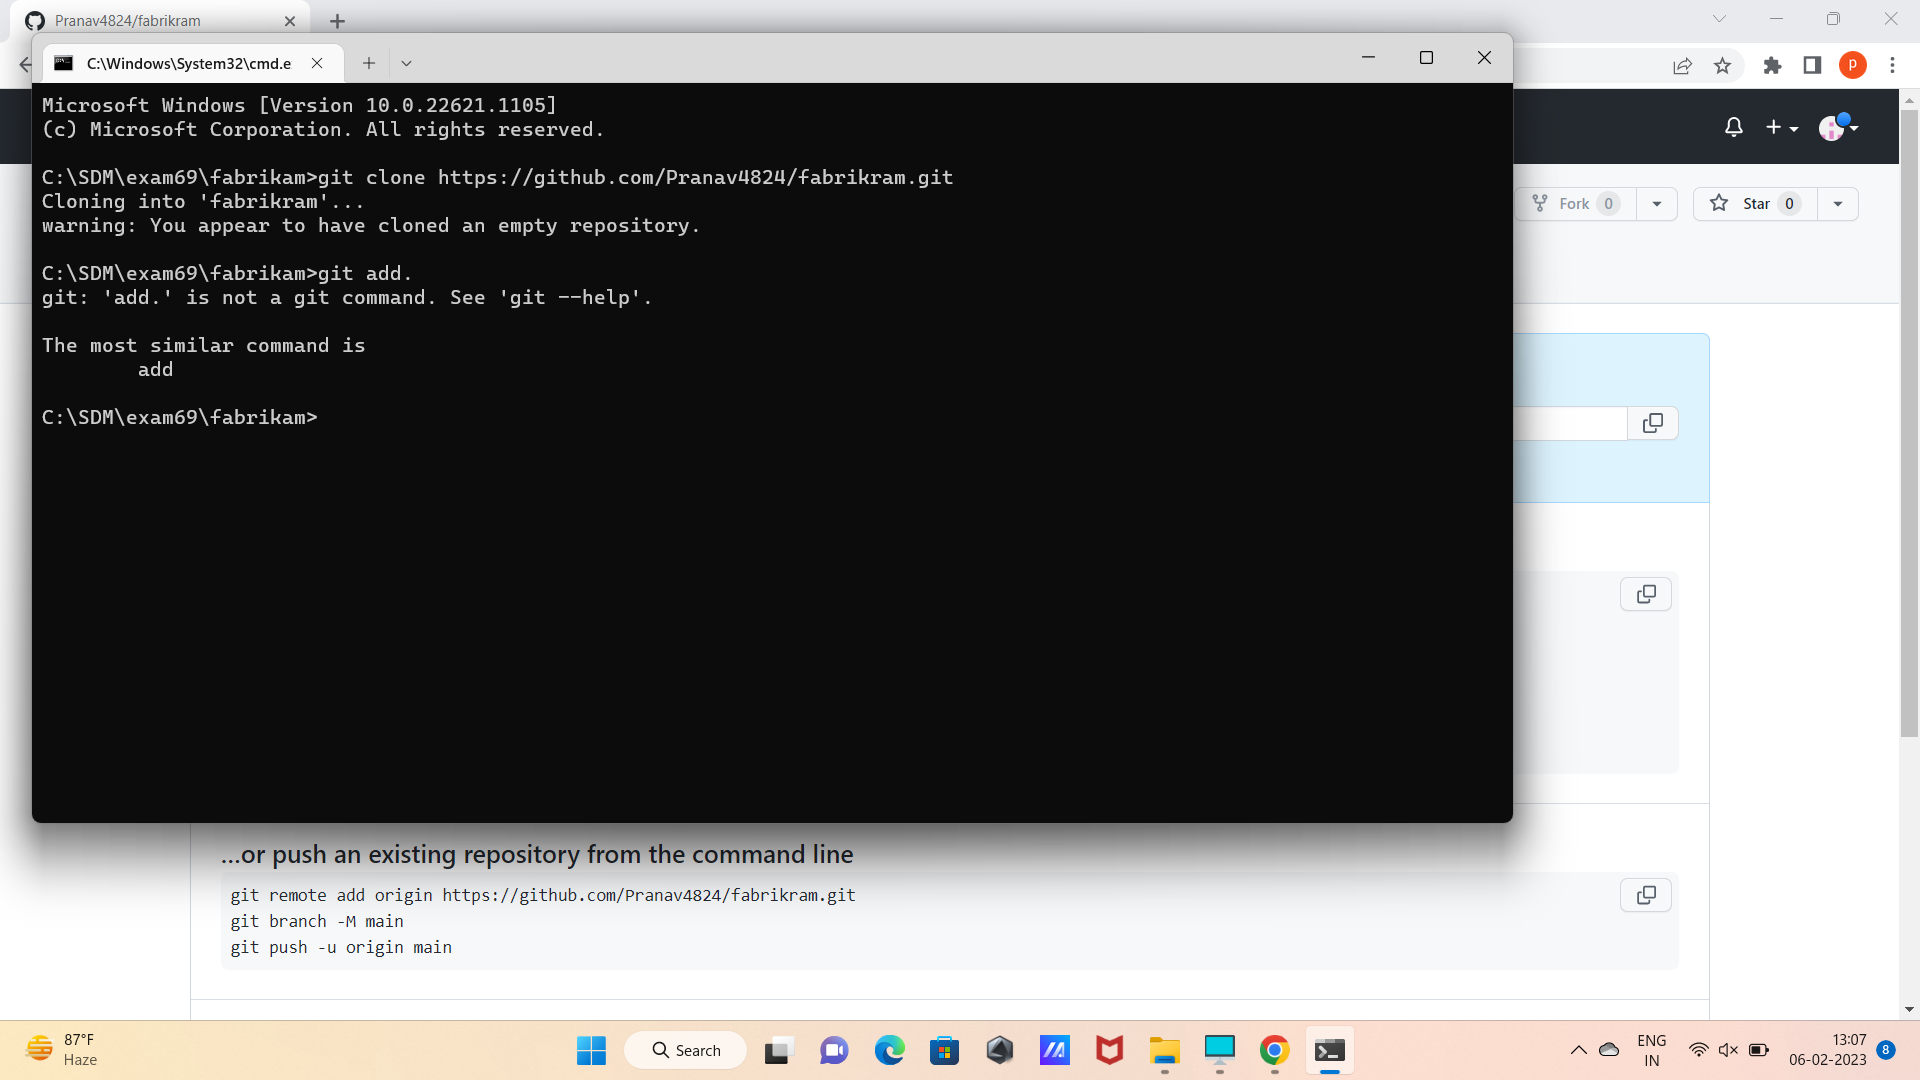 Pranav4824/fabrikram
C:\Windows\System32\cmd.e
P
Microsoft Windows [Version 10.0.22621.1105]
(c) Microsoft Corporation. All rights reserved.
C:\SDM\exam69\fabrikam>git clone https://github.com/Pranav4824/fabrikram.git
Cloning into 'fabrikram'...
warning: You appear to have cloned an empty repository.
C:\SDM\exam69\fabrikam>git add.
git: 'add.' is not a git command. See 'git --help'.
The most similar command is
add
C:\SDM\exam69\fabrikam>
Fork 0
Star 0
...or push an existing repository from the command line
git remote add origin https://github.com/Pranav4824/fabrikram.git
git branch -M main
git push -u origin main
87°F
Haze
Search
ENG
IN
13:07
06-02-2023
8